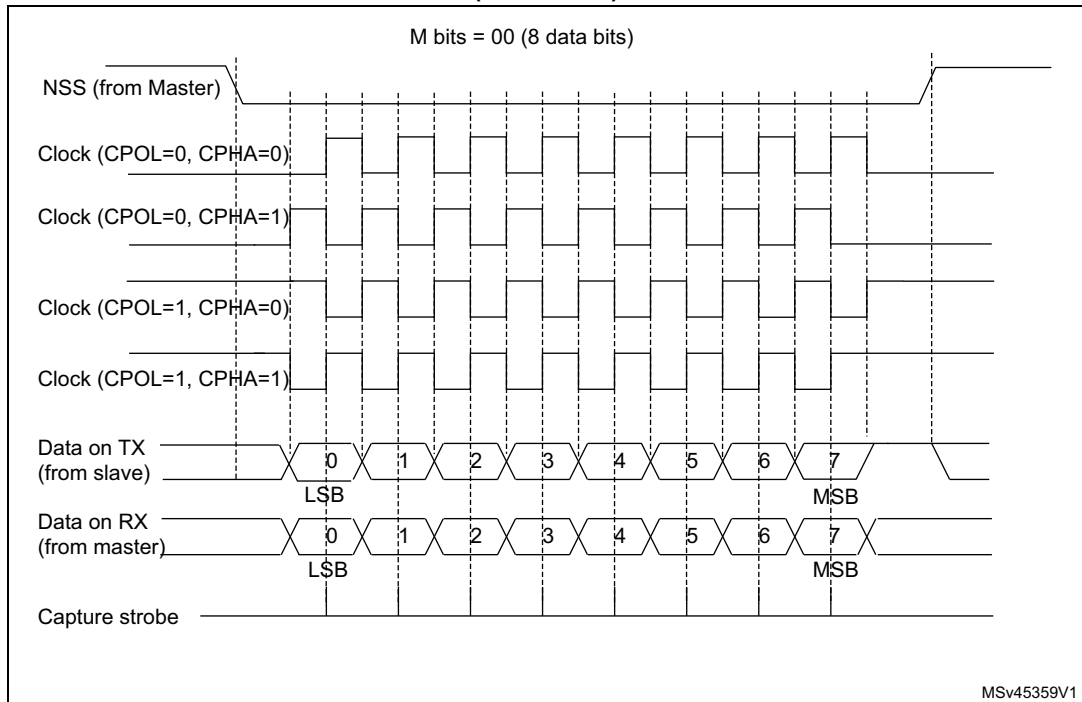 M bits = 00 (8 data bits)
NSS (from Master)
Clock (CPOL=0, CPHA=0)
Clock (CPOL=0, CPHA=1)
Clock (CPOL=1, CPHA=0)
Clock (CPOL=1, CPHA=1)
Data on TX
(from slave)
0 1 2 3 4 5 6 7
LSB MSB
Data on RX
(from master)
0 1 2 3 4 5 6 7
LSB MSB
Capture strobe
MSv45359V1